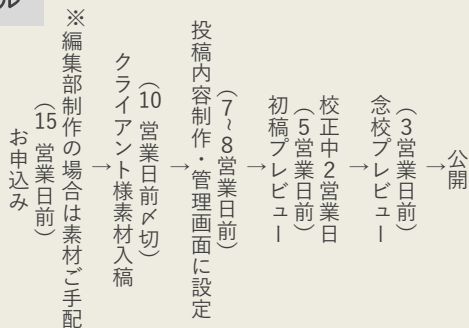 ル
お申込み
（15 営業日前）
※編集部制作の場合は素材ご手配
→
クライアント様素材入稿
（10 営業日前〆切）
→
投稿内容制作・管理画面に設定
（7~8営業日前）
→
初稿プレビュー
（5営業日前）
校正中2営業日
→
念校プレビュー
（3営業日前）
→
公開